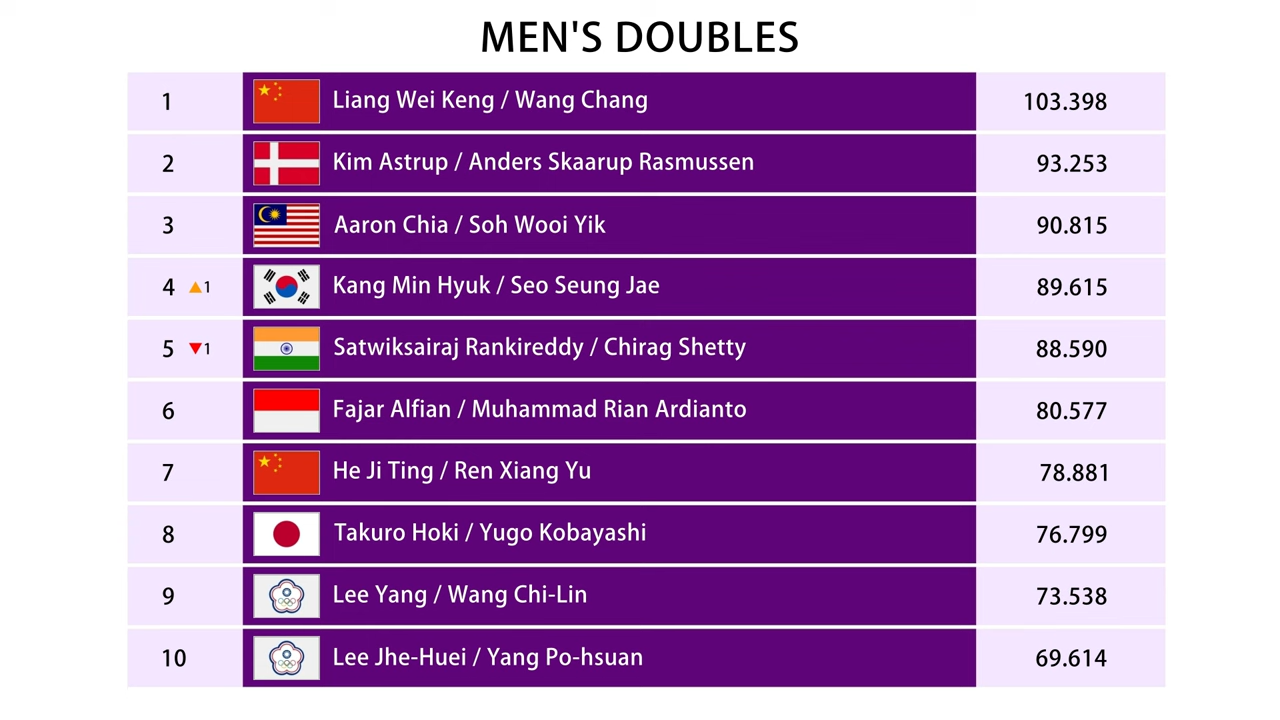 MEN'S DOUBLES
1 Liang Wei Keng / Wang Chang 103.398
2 Kim Astrup / Anders Skaarup Rasmussen 93.253
3 Aaron Chia / Soh Wooi Yik 90.815
4 ▲1 Kang Min Hyuk / Seo Seung Jae 89.615
5 ▼1 Satwiksairaj Rankireddy / Chirag Shetty 88.590
6 Fajar Alfian / Muhammad Rian Ardianto 80.577
7 He Ji Ting / Ren Xiang Yu 78.881
8 Takuro Hoki / Yugo Kobayashi 76.799
9 Lee Yang / Wang Chi-Lin 73.538
10 Lee Jhe-Huei / Yang Po-hsuan 69.614